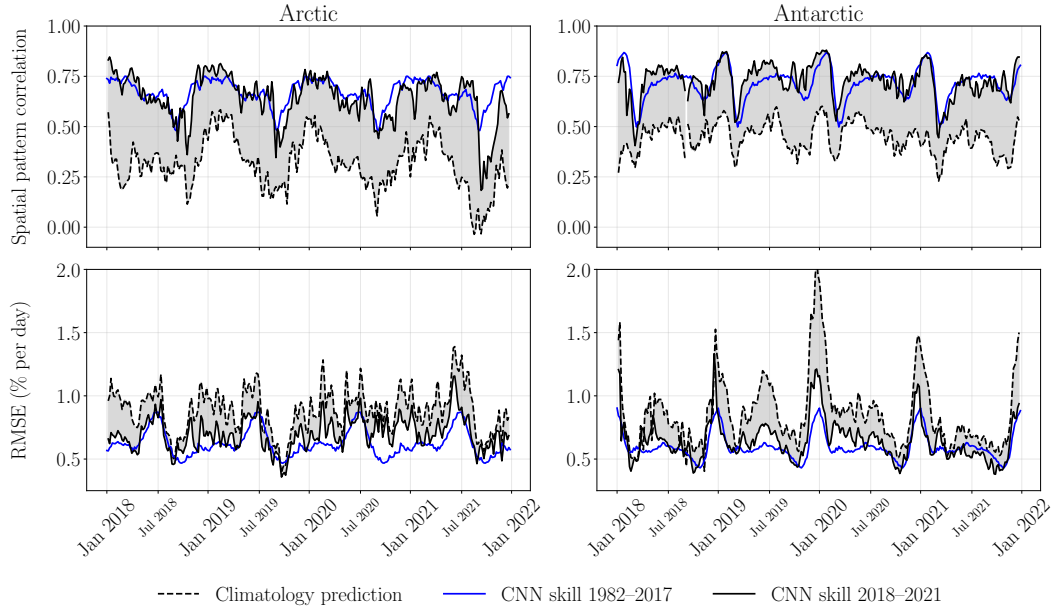 Arctic
Antarctic
Spatial pattern correlation
1.00
0.75
0.50
0.25
0.00
1.00
0.75
0.50
0.25
0.00
RMSE (% per day)
2.0
1.5
1.0
0.5
2.0
1.5
1.0
0.5
Jan 2018
Jul 2018
Jan 2019
Jul 2019
Jan 2020
Jul 2020
Jan 2021
Jul 2021
Jan 2022
Jan 2018
Jul 2018
Jan 2019
Jul 2019
Jan 2020
Jul 2020
Jan 2021
Jul 2021
Jan 2022
Climatology prediction
CNN skill 1982–2017
CNN skill 2018–2021